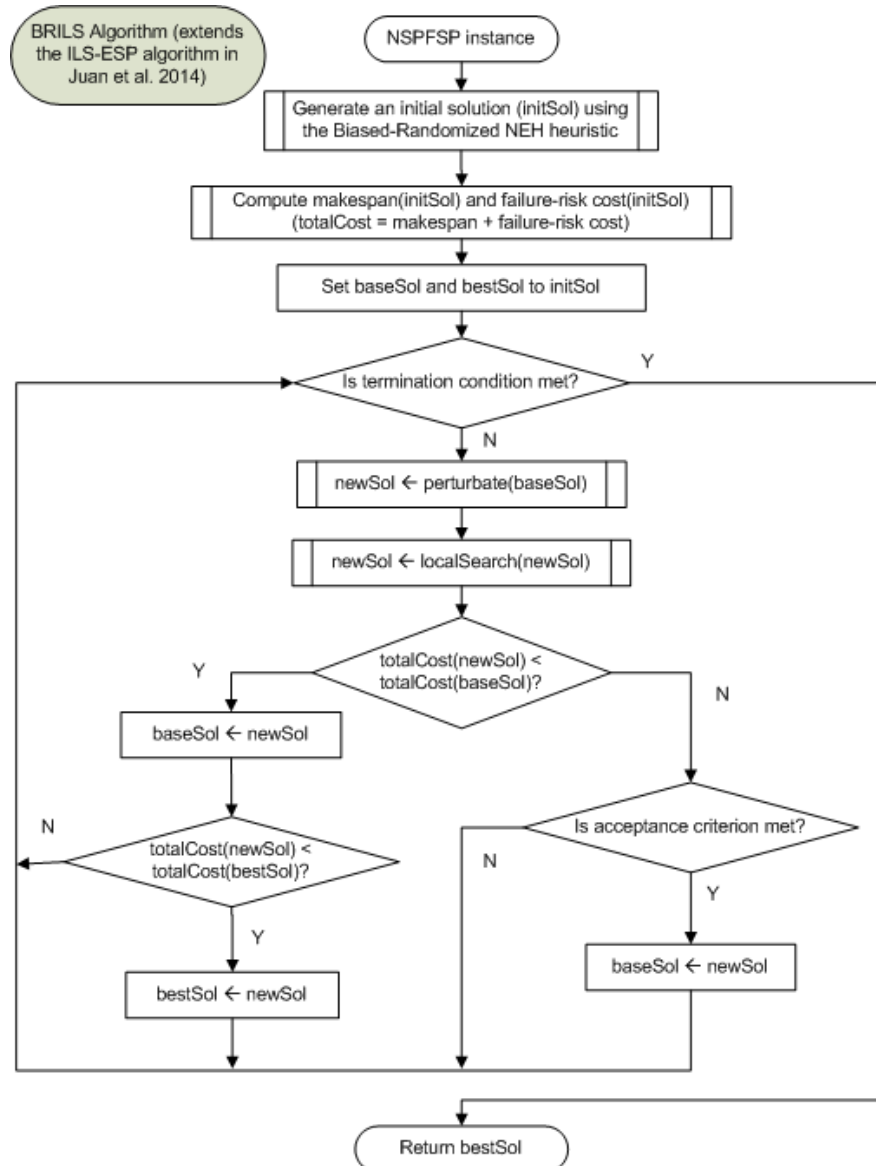 BRILS Algorithm (extends
the ILS-ESP algorithm in
Juan et al. 2014)
NSPFSP instance
Generate an initial solution (initSol) using
the Biased-Randomized NEH heuristic
Compute makespan(initSol) and failure-risk cost(initSol)
(totalCost = makespan + failure-risk cost)
Set baseSol and bestSol to initSol
Is termination condition met?
Y
N
newSol ← perturbate(baseSol)
newSol ← localSearch(newSol)
totalCost(newSol) <
totalCost(baseSol)?
Y
N
baseSol ← newSol
totalCost(newSol) <
totalCost(bestSol)?
N
Y
bestSol ← newSol
Is acceptance criterion met?
N
Y
baseSol ← newSol
Return bestSol